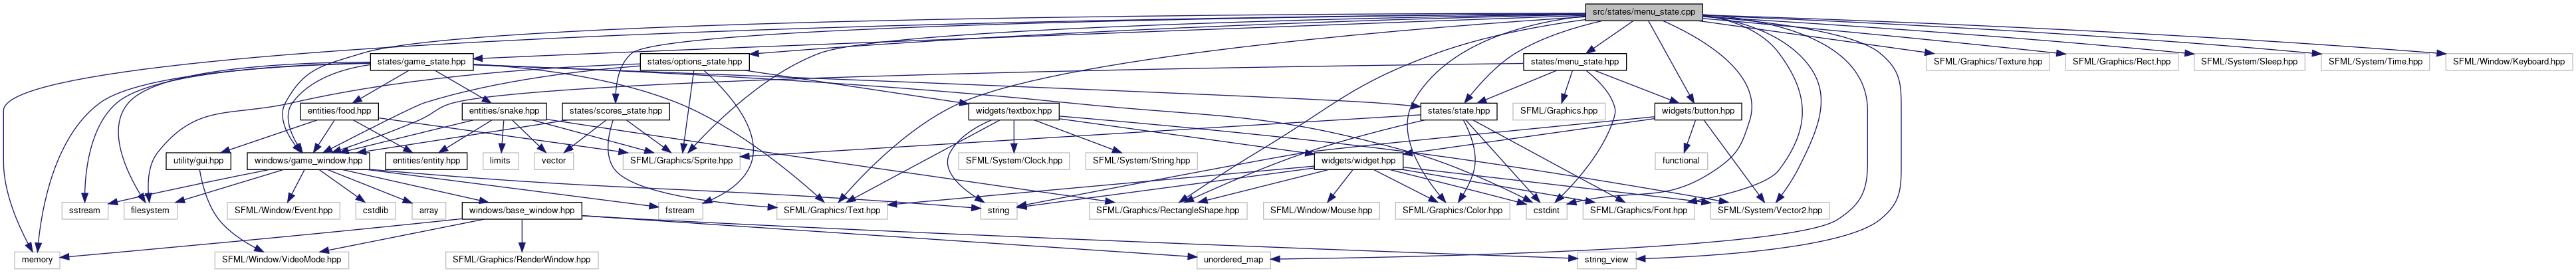 src/states/menu_state.cpp
states/game_state.hpp
states/options_state.hpp
states/menu_state.hpp
SFML/Graphics/Texture.hpp
SFML/Graphics/Rect.hpp
SFML/System/Sleep.hpp
SFML/System/Time.hpp
SFML/Window/Keyboard.hpp
entities/food.hpp
entities/snake.hpp
states/scores_state.hpp
widgets/textbox.hpp
states/state.hpp
SFML/Graphics.hpp
widgets/button.hpp
utility/gui.hpp
windows/game_window.hpp
entities/entity.hpp
limits
vector
SFML/Graphics/Sprite.hpp
SFML/System/Clock.hpp
SFML/System/String.hpp
widgets/widget.hpp
functional
sstream
filesystem
SFML/Window/Event.hpp
cstdlib
array
windows/base_window.hpp
fstream
SFML/Graphics/Text.hpp
string
SFML/Graphics/RectangleShape.hpp
SFML/Window/Mouse.hpp
SFML/Graphics/Color.hpp
cstdint
SFML/Graphics/Font.hpp
SFML/System/Vector2.hpp
memory
SFML/Window/VideoMode.hpp
SFML/Graphics/RenderWindow.hpp
unordered_map
string_view